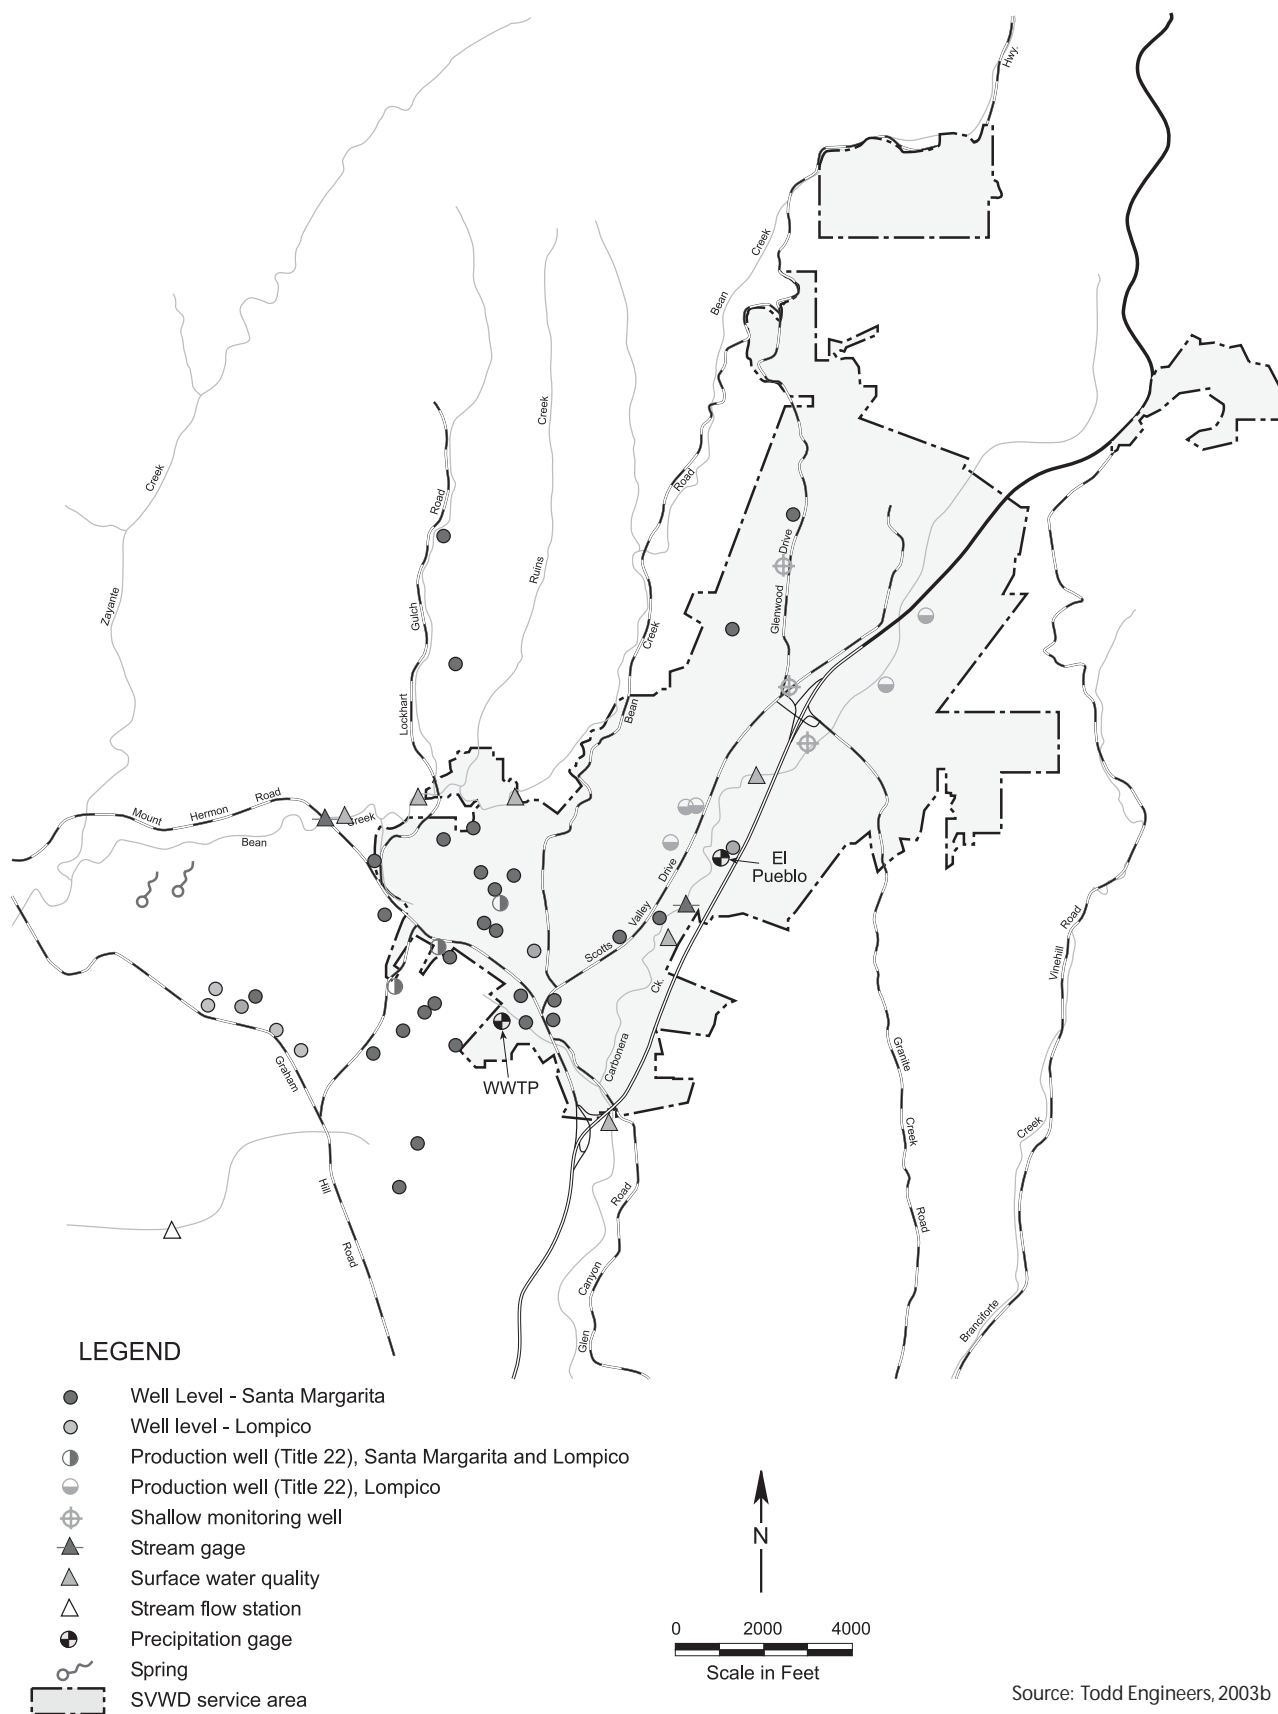 Hwy.
Creek
Bean
Creek
Creek
Road
Road
Drive
Ruins
Zayante
Gulch
Glenwood
Creek
Lockhart
Bean
Mount
Hermon
Road
Creek
Bean
El
Pueblo
Drive
Valley
Scotts
Road
Vinehill
Ck.
Carbonera
WWTP
Graham
Granite
Creek
Creek
Hill
Road
Road
Road
Canyon
Glen
Branciforte
LEGEND
Well Level - Santa Margarita
Well level - Lompico
Production well (Title 22), Santa Margarita and Lompico
Production well (Title 22), Lompico
Shallow monitoring well
Stream gage
Surface water quality
Stream flow station
Precipitation gage
Spring
SVWD service area
N
0 2000 4000
Scale in Feet
Source: Todd Engineers, 2003b